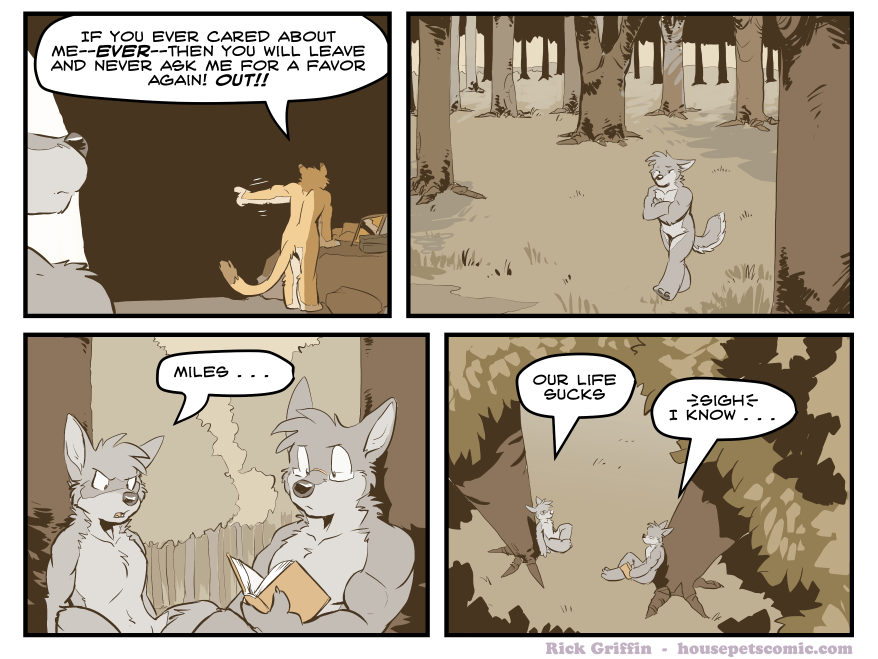 IF YOU EVER CARED ABOUT
ME--EVER--THEN YOU WILL LEAVE
AND NEVER ASK ME FOR A FAVOR
AGAIN! OUT!!
MILES . . .
OUR LIFE
SUCKS
SIGH
I KNOW . . .
Rick Griffin - housepetscomic.com